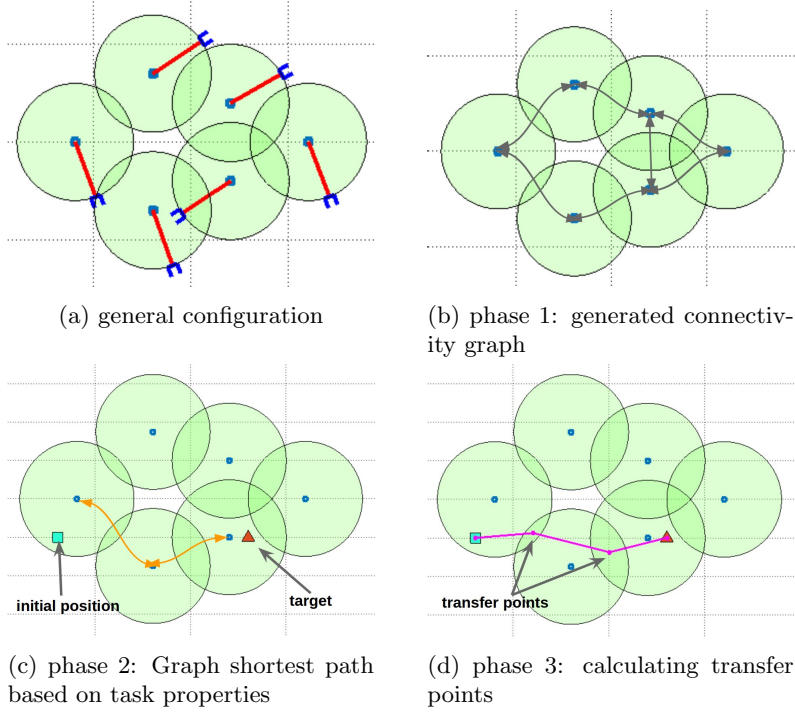 (a) general configuration
(b) phase 1: generated connectiv-
ity graph
initial position
target
transfer points
(c) phase 2: Graph shortest path
based on task properties
(d) phase 3: calculating transfer
points